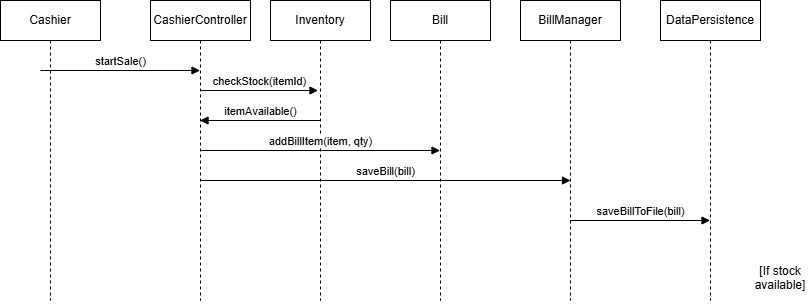 Cashier
CashierController
Inventory
Bill
BillManager
DataPersistence
startSale()
checkStock(itemId)
itemAvailable()
addBillItem(item, qty)
saveBill(bill)
saveBillToFile(bill)
[If stock
available]